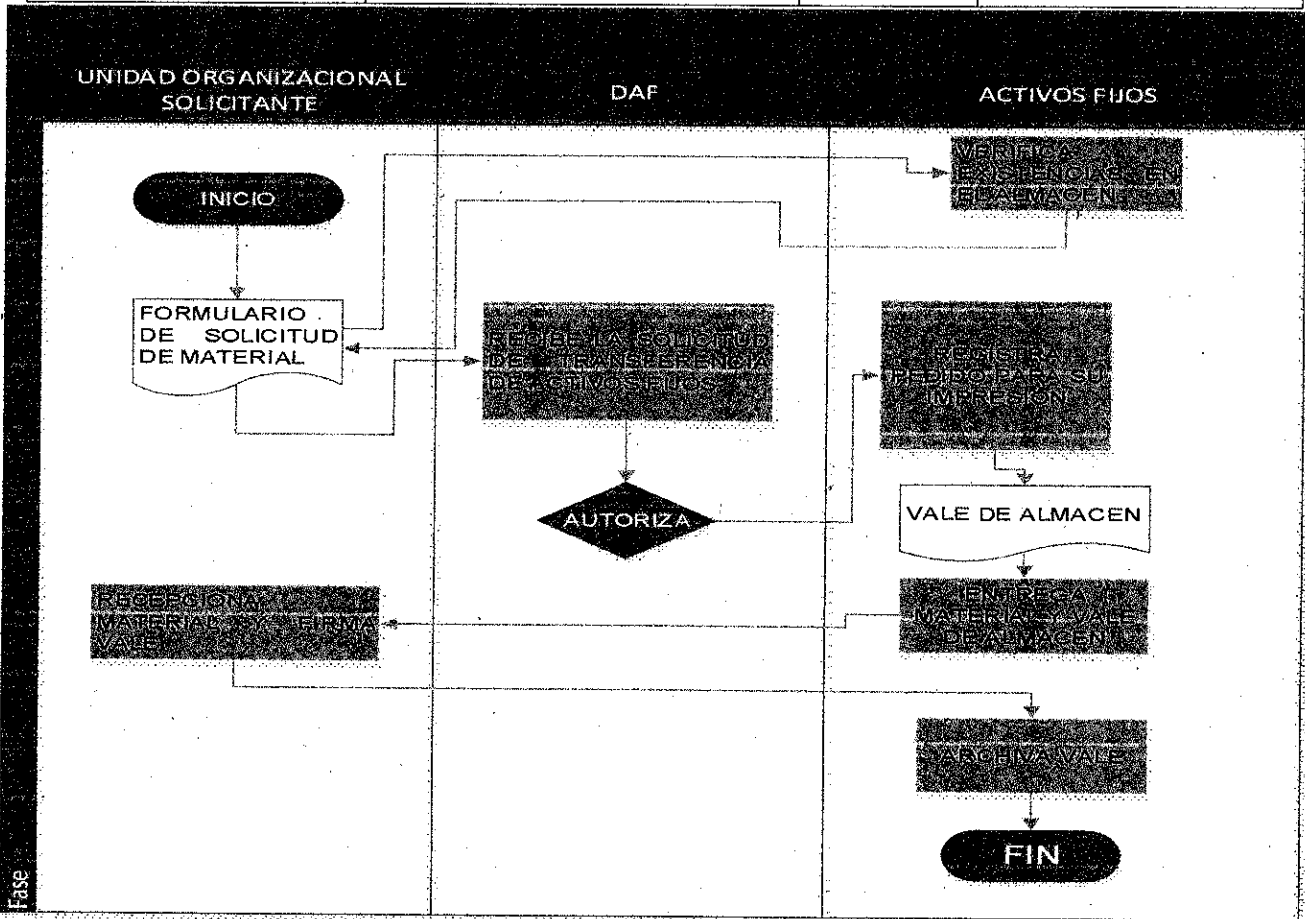 UNIDAD ORGANIZACIONAL
SOLICITANTE
DAF
ACTIVOS FIJOS
INICIO
VERIFICA
EXISTENCIAS EN
EL ALMACEN
FORMULARIO
DE SOLICITUD
DE MATERIAL
RECIBE LA SOLICITUD
DE TRANSFERENCIA
DE ACTIVOS FIJOS
REGISTRA
PEDIDO PARA SU
IMPRESIÓN
AUTORIZA
VALE DE ALMACEN
ENTREGA
MATERIAL Y VALE
DE ALMACEN
RECEPCIONA
MATERIAL Y FIRMA
VALE
ARCHIVA VALE
FIN
Fase